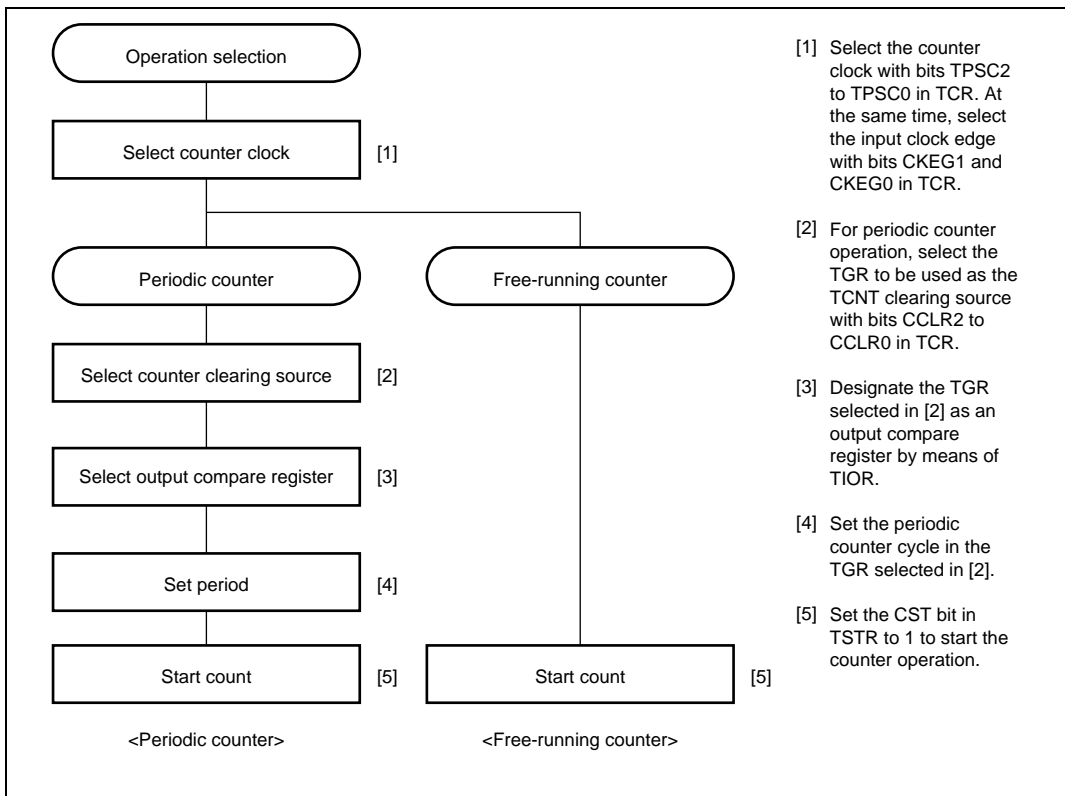 Operation selection
Select counter clock [1]
Periodic counter
Free-running counter
Select counter clearing source [2]
Select output compare register [3]
Set period [4]
Start count [5]
Start count [5]
<Periodic counter>
<Free-running counter>
[1] Select the counter
clock with bits TPSC2
to TPSC0 in TCR. At
the same time, select
the input clock edge
with bits CKEG1 and
CKEG0 in TCR.
[2] For periodic counter
operation, select the
TGR to be used as the
TCNT clearing source
with bits CCLR2 to
CCLR0 in TCR.
[3] Designate the TGR
selected in [2] as an
output compare
register by means of
TIOR.
[4] Set the periodic
counter cycle in the
TGR selected in [2].
[5] Set the CST bit in
TSTR to 1 to start the
counter operation.